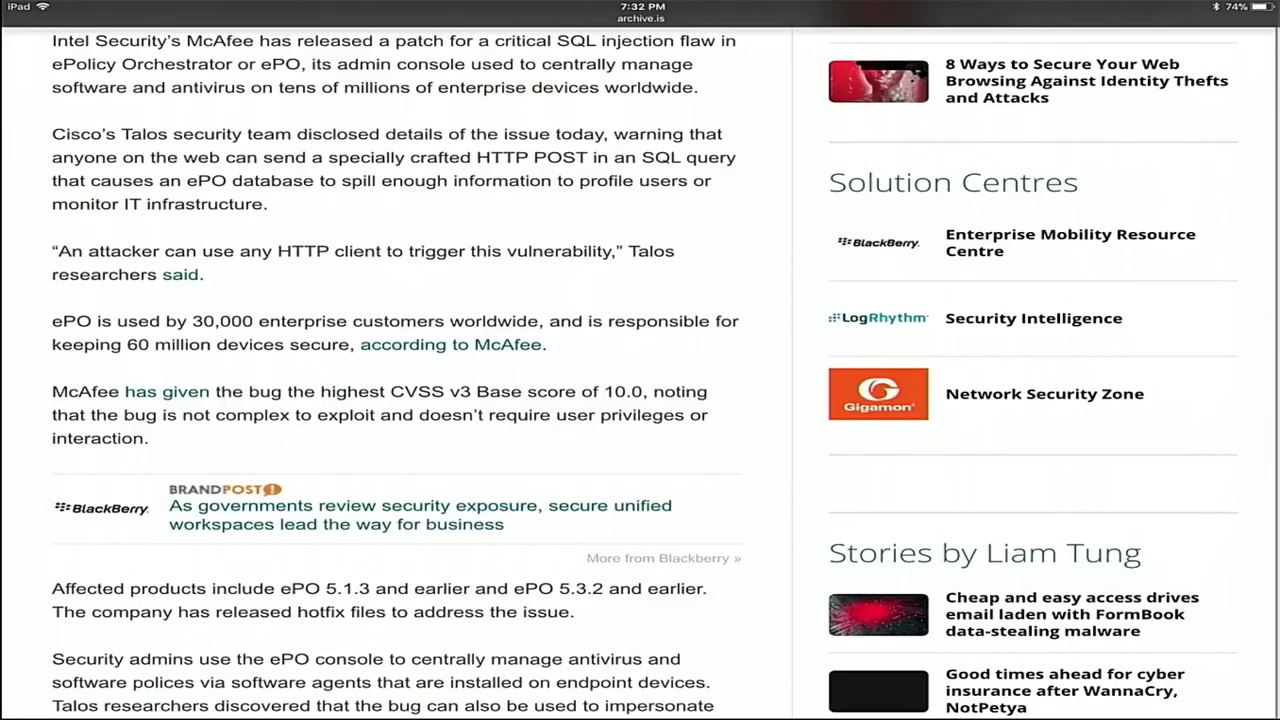 iPad
7:32 PM
74%
archive.is
Intel Security’s McAfee has released a patch for a critical SQL injection flaw in
ePolicy Orchestrator or ePO, its admin console used to centrally manage
software and antivirus on tens of millions of enterprise devices worldwide.
Cisco’s Talos security team disclosed details of the issue today, warning that
anyone on the web can send a specially crafted HTTP POST in an SQL query
that causes an ePO database to spill enough information to profile users or
monitor IT infrastructure.
“An attacker can use any HTTP client to trigger this vulnerability,” Talos
researchers said.
ePO is used by 30,000 enterprise customers worldwide, and is responsible for
keeping 60 million devices secure, according to McAfee.
McAfee has given the bug the highest CVSS v3 Base score of 10.0, noting
that the bug is not complex to exploit and doesn’t require user privileges or
interaction.
BRANDPOST
BlackBerry.
As governments review security exposure, secure unified
workspaces lead the way for business
More from Blackberry »
Affected products include ePO 5.1.3 and earlier and ePO 5.3.2 and earlier.
The company has released hotfix files to address the issue.
Security admins use the ePO console to centrally manage antivirus and
software polices via software agents that are installed on endpoint devices.
Talos researchers discovered that the bug can also be used to impersonate
8 Ways to Secure Your Web
Browsing Against Identity Thefts
and Attacks
Solution Centres
BlackBerry.
Enterprise Mobility Resource
Centre
LogRhythm
Security Intelligence
Gigamon
Network Security Zone
Stories by Liam Tung
Cheap and easy access drives
email laden with FormBook
data-stealing malware
Good times ahead for cyber
insurance after WannaCry,
NotPetya